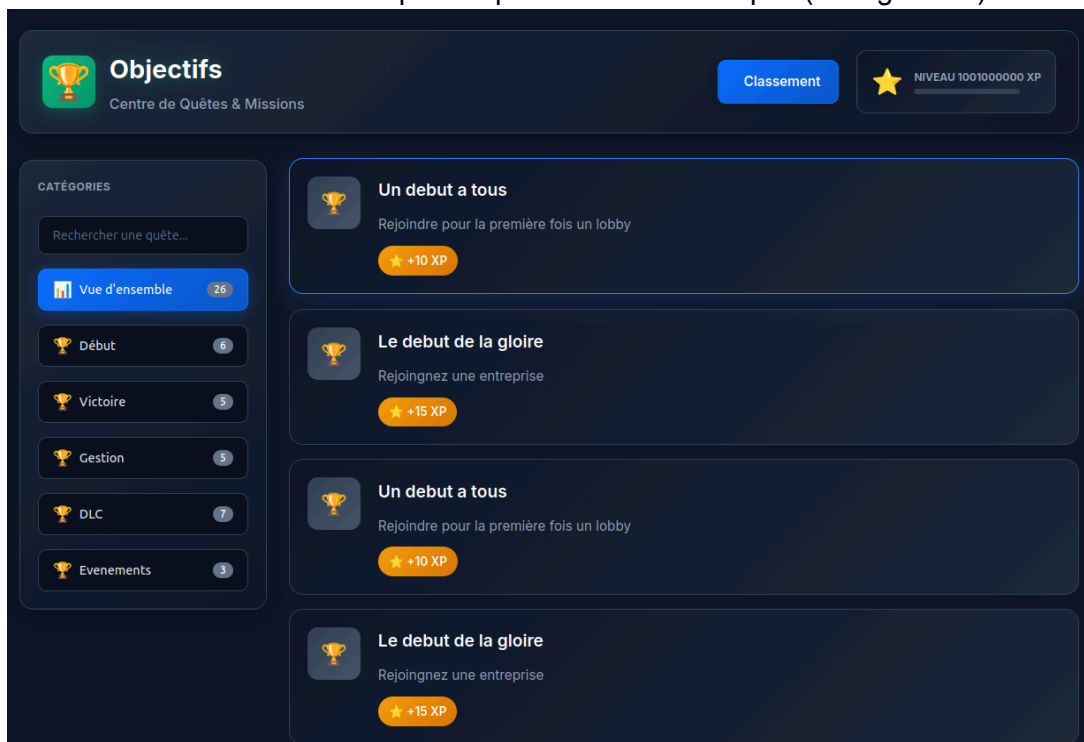 Objectifs
Centre de Quêtes & Missions
Classement
NIVEAU 1001000000 XP
CATÉGORIES
Rechercher une quête...
Vue d'ensemble 26
Début 6
Victoire 5
Gestion 5
DLC 7
Evenements 3
Un debut a tous
Rejoindre pour la première fois un lobby
+10 XP
Le debut de la gloire
Rejoingnez une entreprise
+15 XP
Un debut a tous
Rejoindre pour la première fois un lobby
+10 XP
Le debut de la gloire
Rejoingnez une entreprise
+15 XP